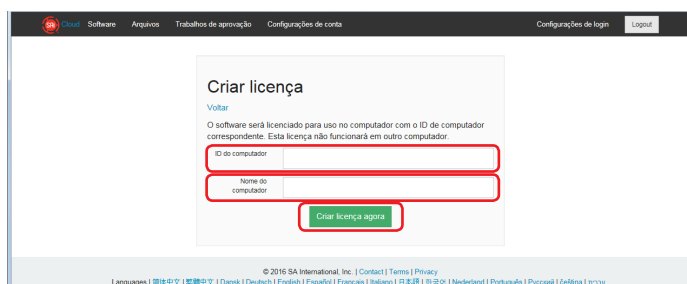 SAi Cloud Software Arquivos Trabalhos de aprovação Configurações de conta Configurações de login Logout
Criar licença
Voltar
O software será licenciado para uso no computador com o ID de computador
correspondente. Esta licença não funcionará em outro computador.
ID do computador
Nome do
computador
Criar licença agora
© 2016 SA International, Inc. | Contact | Terms | Privacy
Languages | 简体中文 | 繁體中文 | Dansk | Deutsch | English | Español | Français | Italiano | 日本語 | 한국어 | Nederland | Português | Русский | čeština | עברית